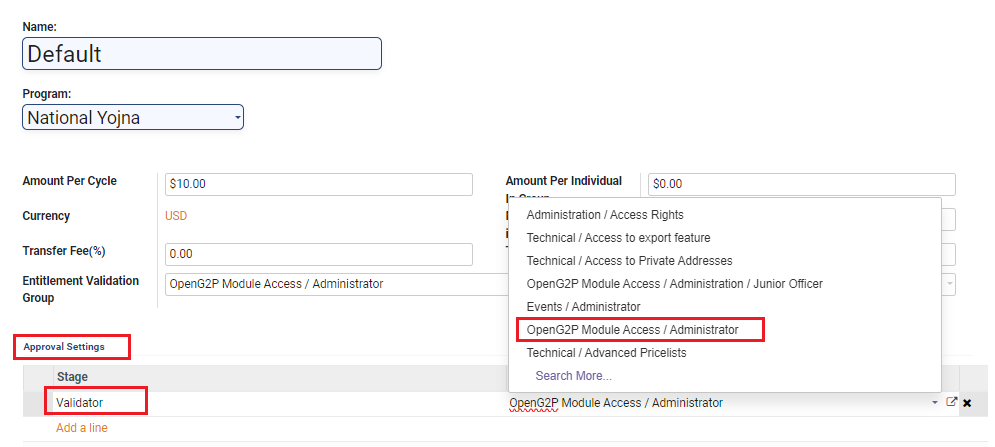 Name:
Default
Program:
National Yojna
Amount Per Cycle
$10.00
Amount Per Individual
$0.00
Currency
USD
Transfer Fee(%)
0.00
Entitlement Validation
Group
OpenG2P Module Access / Administrator
Administration / Access Rights
Technical / Access to export feature
Technical / Access to Private Addresses
OpenG2P Module Access / Administration / Junior Officer
Events / Administrator
OpenG2P Module Access / Administrator
Technical / Advanced Pricelists
Search More...
Approval Settings
Stage
Validator
OpenG2P Module Access / Administrator
Add a line